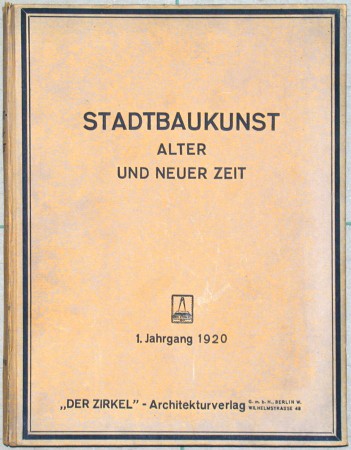 STADTBAUKUNST
ALTER
UND NEUER ZEIT
1. Jahrgang 1920
„DER ZIRKEL" - Architekturverlag G. m. b. H., BERLIN W.
WILHELMSTRASSE 48